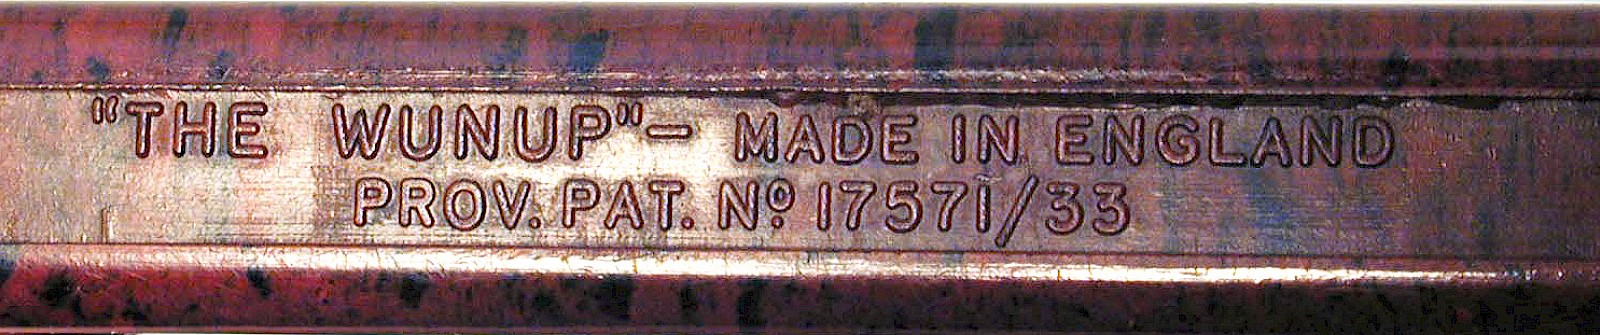 "THE WUNUP"— MADE IN ENGLAND
PROV. PAT. Nº 17571/33